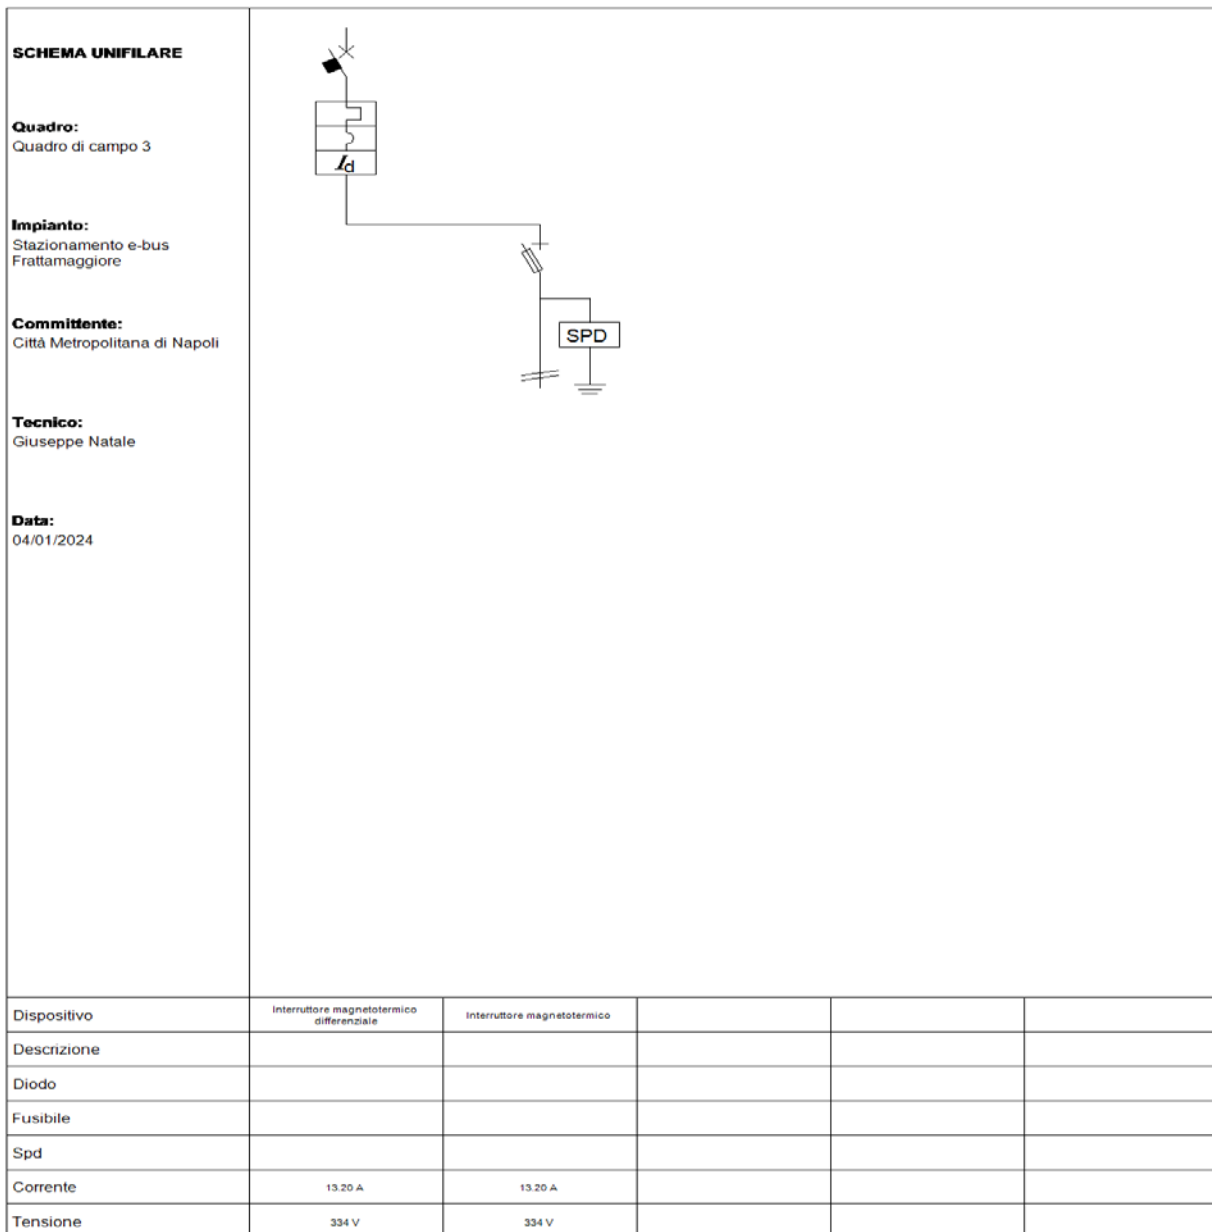 SCHEMA UNIFILARE
Quadro:
Quadro di campo 3
Impianto:
Stazionamento e-bus
Frattamaggiore
Committente:
Città Metropolitana di Napoli
Tecnico:
Giuseppe Natale
Data:
04/01/2024
Id
SPD
Dispositivo
Interruttore magnetotermico
differenziale
Interruttore magnetotermico
Descrizione
Diodo
Fusibile
Spd
Corrente
13.20 A
13.20 A
Tensione
334 V
334 V